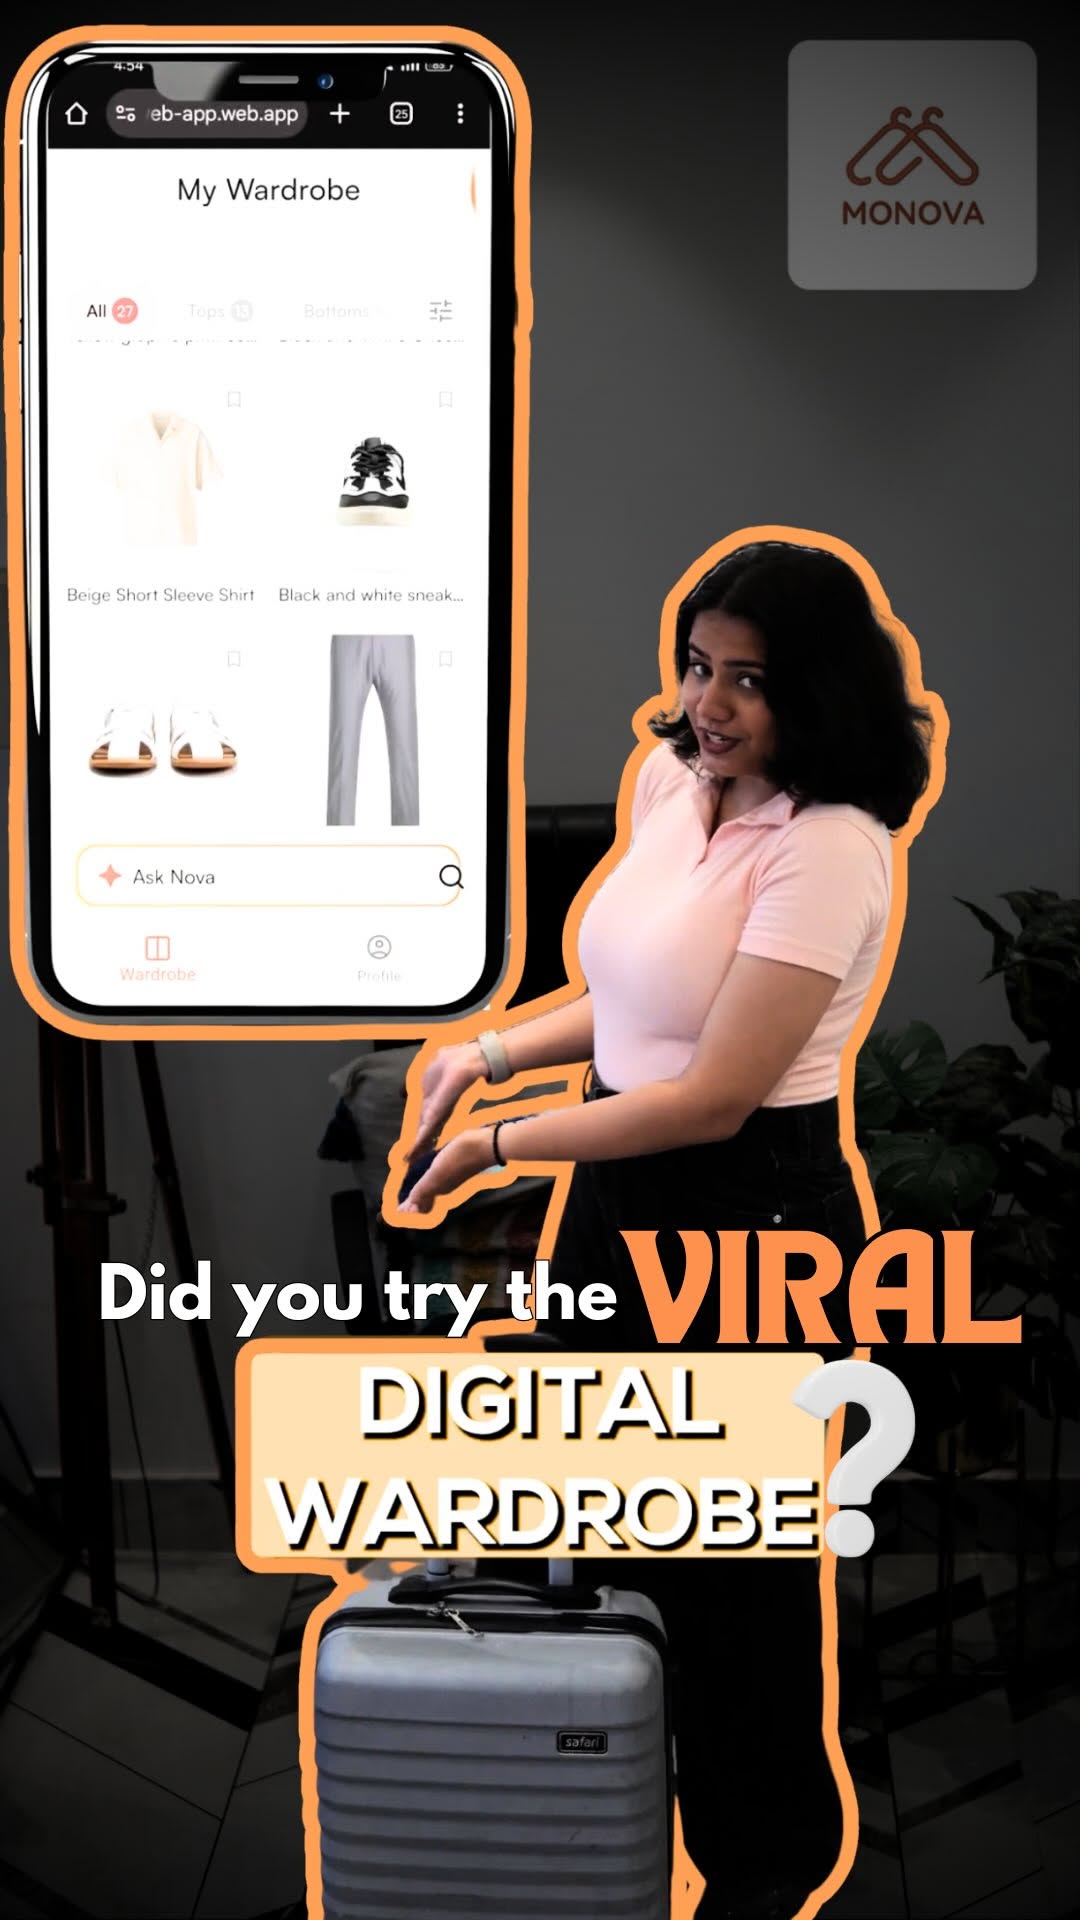 4:54
eb-app.web.app
25
My Wardrobe
MONOVA
All 27
Tops 13
Bottoms
Beige Short Sleeve Shirt
Black and white sneak...
Ask Nova
Wardrobe
Profile
Did you try the VIRAL
DIGITAL
WARDROBE?
safari